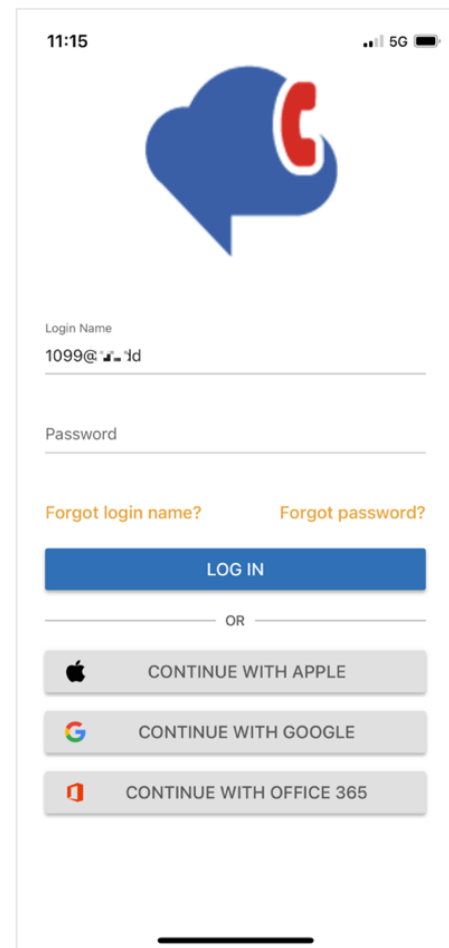 11:15 5G
Login Name
1099@
Password
Forgot login name? Forgot password?
LOG IN
OR
CONTINUE WITH APPLE
CONTINUE WITH GOOGLE
CONTINUE WITH OFFICE 365